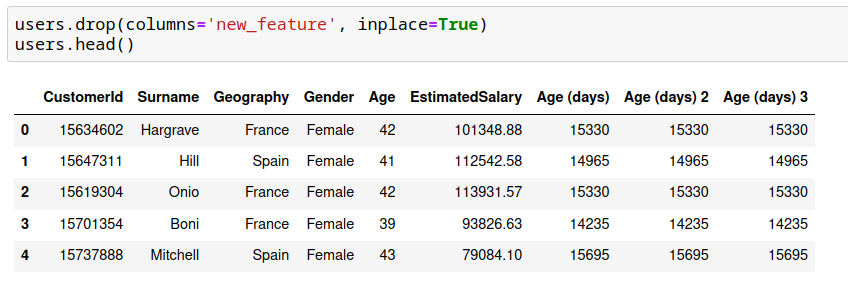 users.drop(columns='new_feature', inplace=True)
users.head()
CustomerId Surname Geography Gender Age EstimatedSalary Age (days) Age (days) 2 Age (days) 3
0 15634602 Hargrave France Female 42 101348.88 15330 15330 15330
1 15647311 Hill Spain Female 41 112542.58 14965 14965 14965
2 15619304 Onio France Female 42 113931.57 15330 15330 15330
3 15701354 Boni France Female 39 93826.63 14235 14235 14235
4 15737888 Mitchell Spain Female 43 79084.10 15695 15695 15695